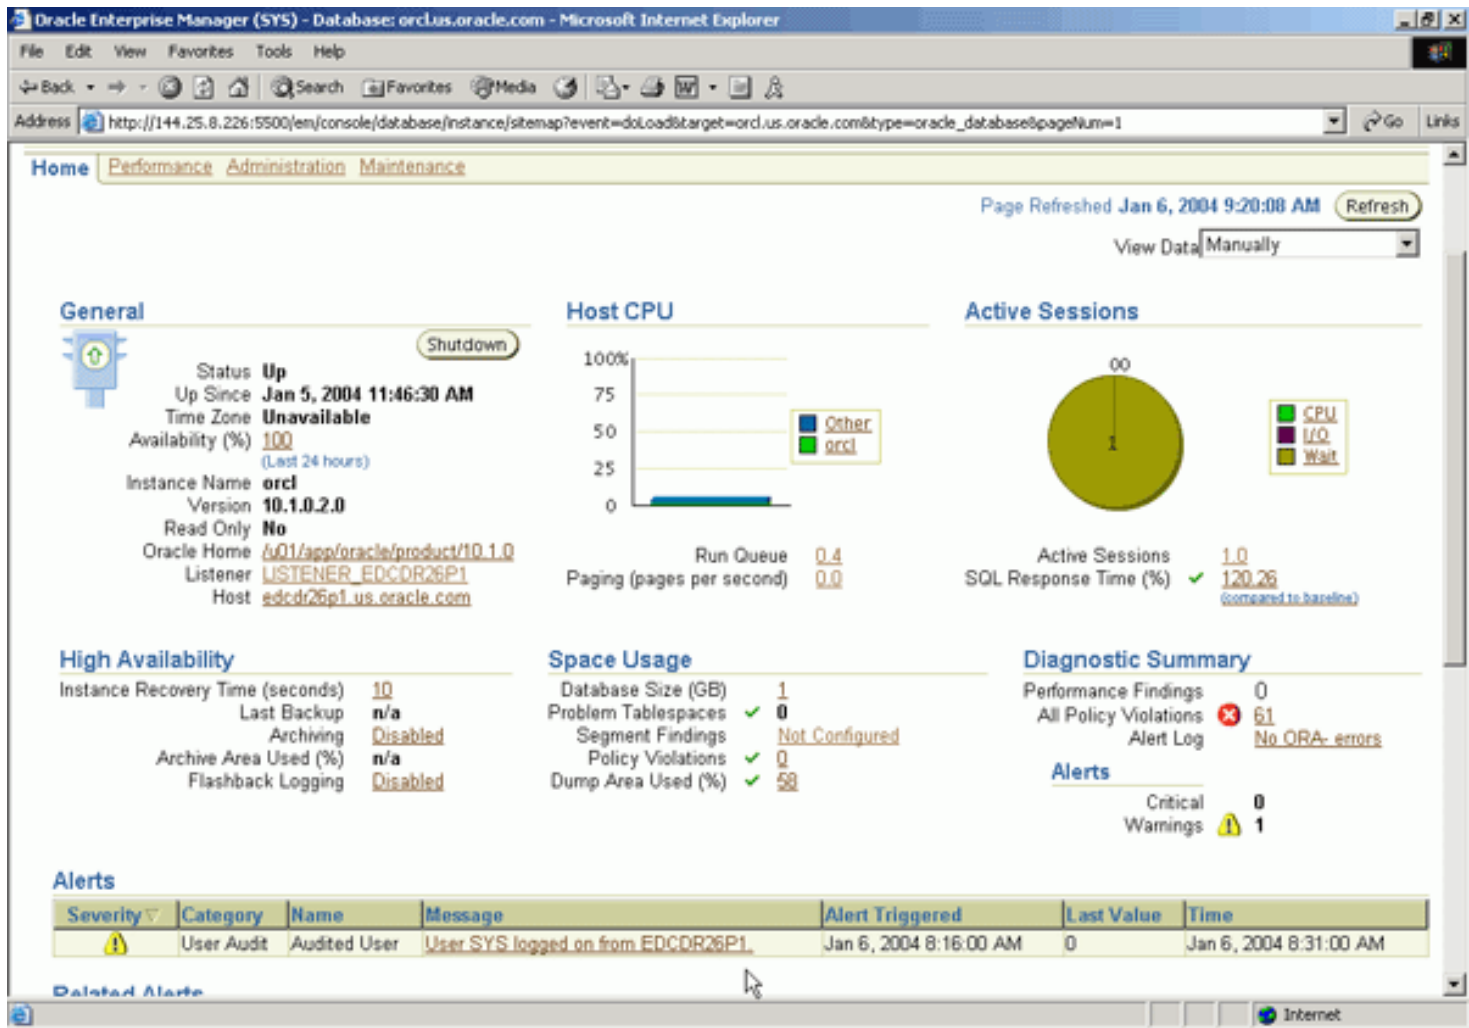 Oracle Enterprise Manager (SYS) - Database: orcl.us.oracle.com - Microsoft Internet Explorer
File Edit View Favorites Tools Help
Back Search Favorites Media
Address http://144.25.8.226:5500/em/console/database/instance/sitemap?event=doLoad&target=orcl.us.oracle.com&type=oracle_database&pageNum=1 Go Links
Home Performance Administration Maintenance
Page Refreshed Jan 6, 2004 9:20:08 AM Refresh
View Data Manually
General
Shutdown
Status Up
Up Since Jan 5, 2004 11:46:30 AM
Time Zone Unavailable
Availability (%) 100
(Last 24 hours)
Instance Name orcl
Version 10.1.0.2.0
Read Only No
Oracle Home /u01/app/oracle/product/10.1.0
Listener LISTENER_EDCDR26P1
Host edcdr26p1.us.oracle.com
Host CPU
100%
75
50
25
0
Other
orcl
Run Queue 0.4
Paging (pages per second) 0.0
Active Sessions
00
1
CPU
I/O
Wait
Active Sessions 1.0
SQL Response Time (%) 120.26
(compared to baseline)
High Availability
Instance Recovery Time (seconds) 10
Last Backup n/a
Archiving Disabled
Archive Area Used (%) n/a
Flashback Logging Disabled
Space Usage
Database Size (GB) 1
Problem Tablespaces 0
Segment Findings Not Configured
Policy Violations 0
Dump Area Used (%) 58
Diagnostic Summary
Performance Findings 0
All Policy Violations 61
Alert Log No ORA- errors
Alerts
Critical 0
Warnings 1
Alerts
Severity Category Name Message Alert Triggered Last Value Time
User Audit Audited User User SYS logged on from EDCDR26P1. Jan 6, 2004 8:16:00 AM 0 Jan 6, 2004 8:31:00 AM
Related Alerts
Internet